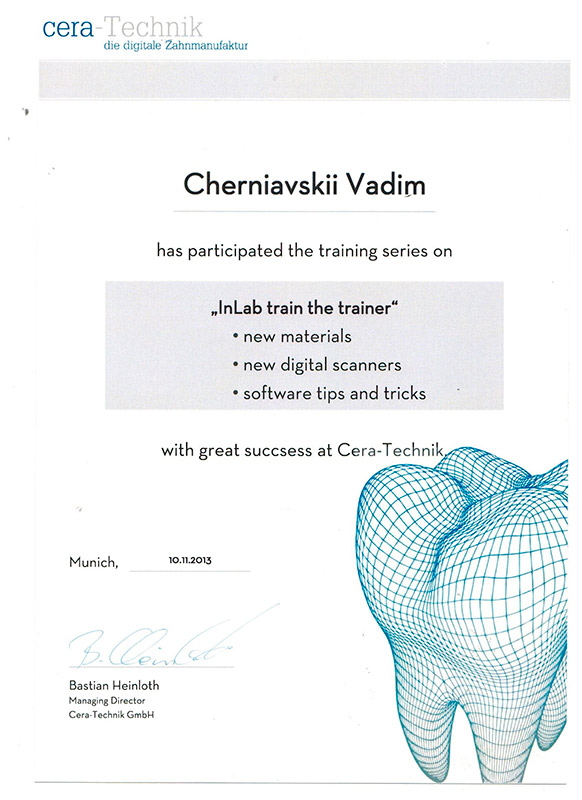 cera-Technik
die digitale Zahnmanufaktur
Cherniavskii Vadim
has participated the training series on
„InLab train the trainer“
• new materials
• new digital scanners
• software tips and tricks
with great succsess at Cera-Technik.
Munich, 10.11.2013
B. Heinloth
Bastian Heinloth
Managing Director
Cera-Technik GmbH